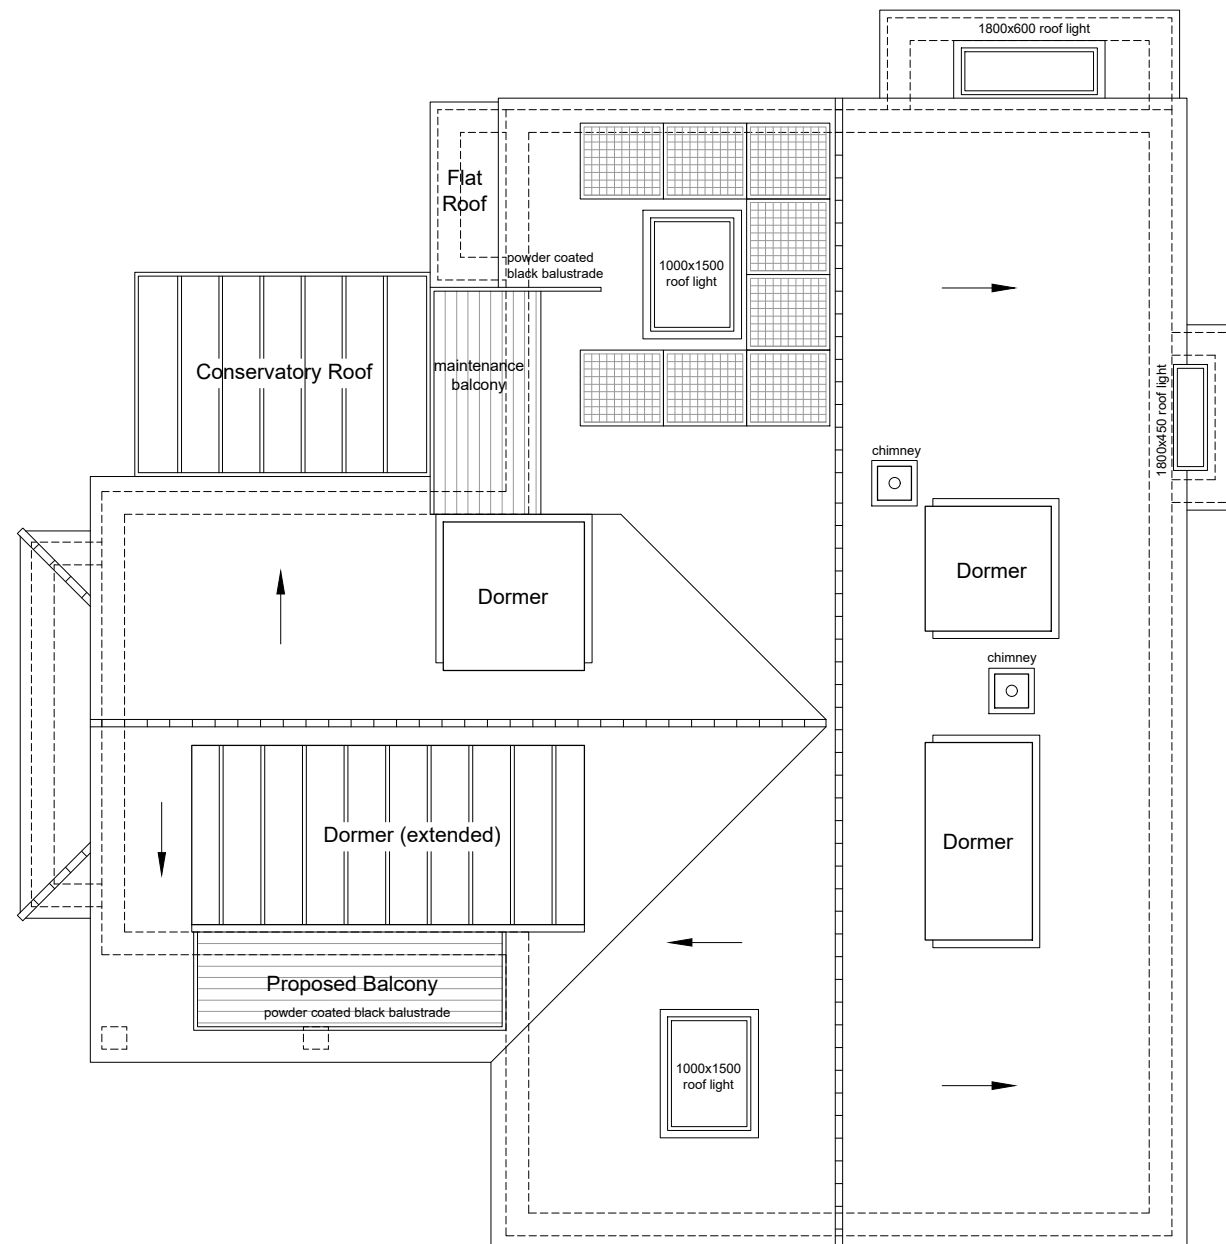 1800x600 roof light
Flat
Roof
powder coated
black balustrade
1000x1500
roof light
Conservatory Roof
maintenance
balcony
1800x450 roof light
chimney
Dormer
Dormer
chimney
Dormer (extended)
Dormer
Proposed Balcony
powder coated black balustrade
1000x1500
roof light